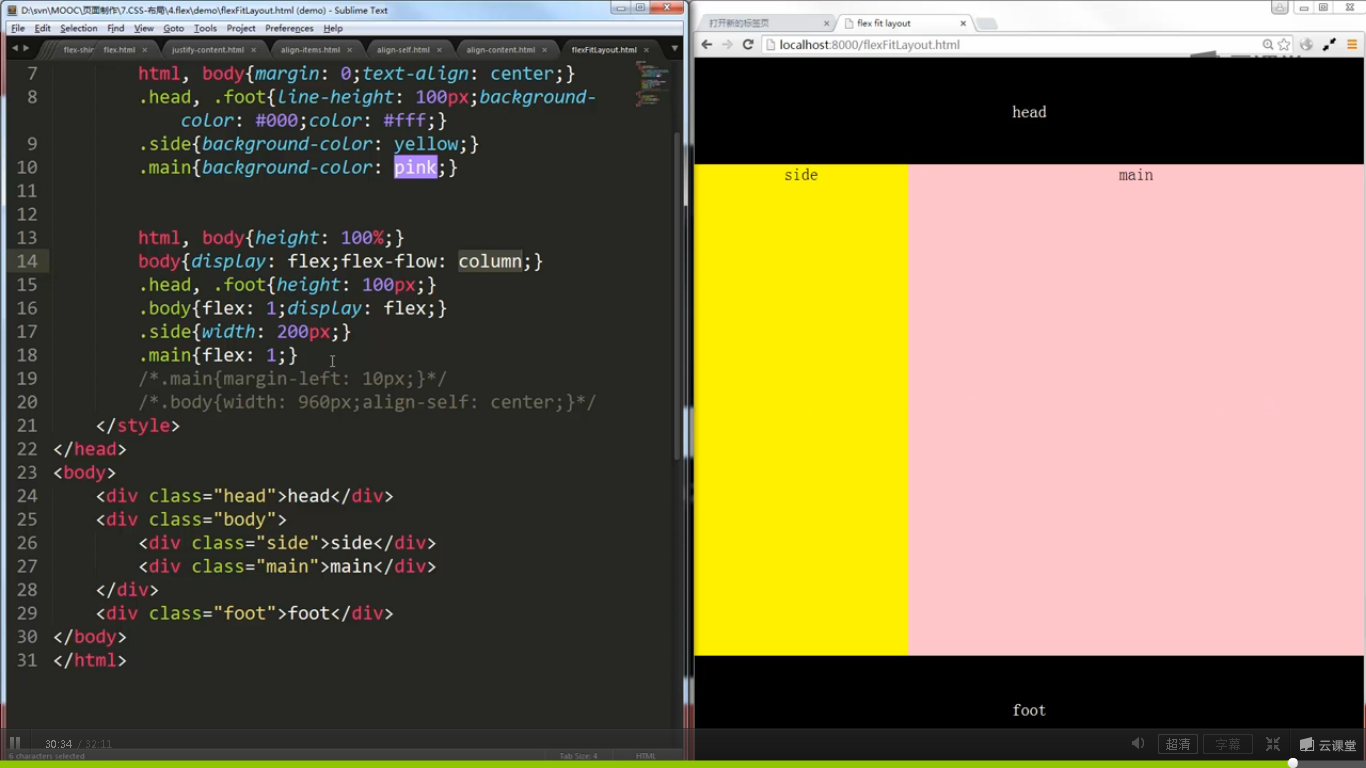 D:\svn\MOOC\页面制作\7.CSS-布局\4.flex\demo\flexFitLayout.html (demo) - Sublime Text
File Edit Selection Find View Goto Tools Project Preferences Help
flex-shir flex.html justify-content.html align-items.html align-self.html align-content.html flexFitLayout.html
7 html, body{margin: 0;text-align: center;}
8 .head, .foot{line-height: 100px;background-
color: #000;color: #fff;}
9 .side{background-color: yellow;}
10 .main{background-color: pink;}
11
12
13 html, body{height: 100%;}
14 body{display: flex;flex-flow: column;}
15 .head, .foot{height: 100px;}
16 .body{flex: 1;display: flex;}
17 .side{width: 200px;}
18 .main{flex: 1;}
19 /*.main{margin-left: 10px;}*/
20 /*.body{width: 960px;align-self: center;}*/
21 </style>
22 </head>
23 <body>
24 <div class="head">head</div>
25 <div class="body">
26 <div class="side">side</div>
27 <div class="main">main</div>
28 </div>
29 <div class="foot">foot</div>
30 </body>
31 </html>
30:34 / 32:11
6 characters selected Tab Size: 4 HTML
打开新的标签页 flex fit layout
localhost:8000/flexFitLayout.html
head
side main
foot
超清 字幕 云课堂